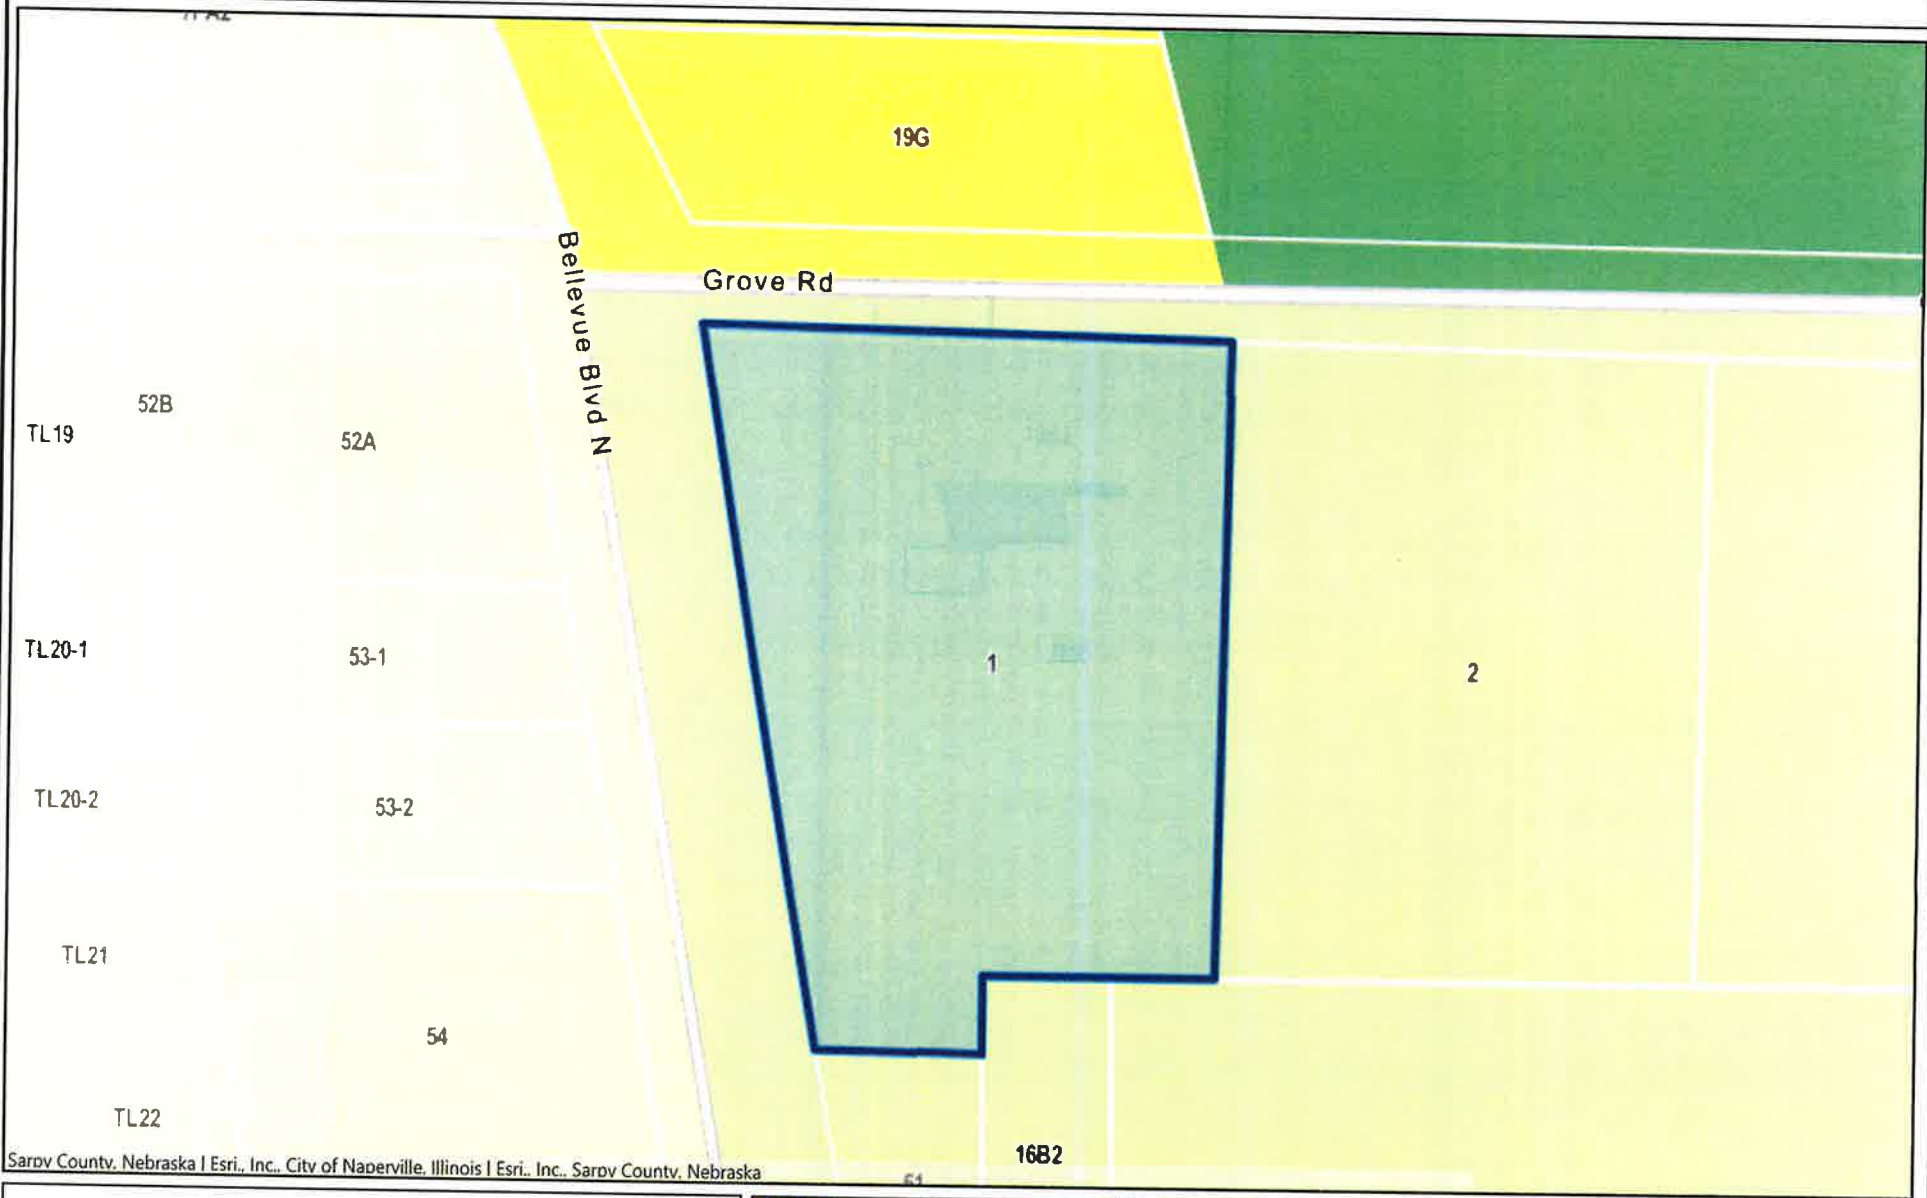 19G
Grove Rd
Bellevue Blvd N
52B
TL19
52A
TL20-1
53-1
1
2
TL20-2
53-2
TL21
54
TL22
16B2
Sarpy County, Nebraska | Esri., Inc., City of Naperville, Illinois | Esri., Inc., Sarpy County, Nebraska